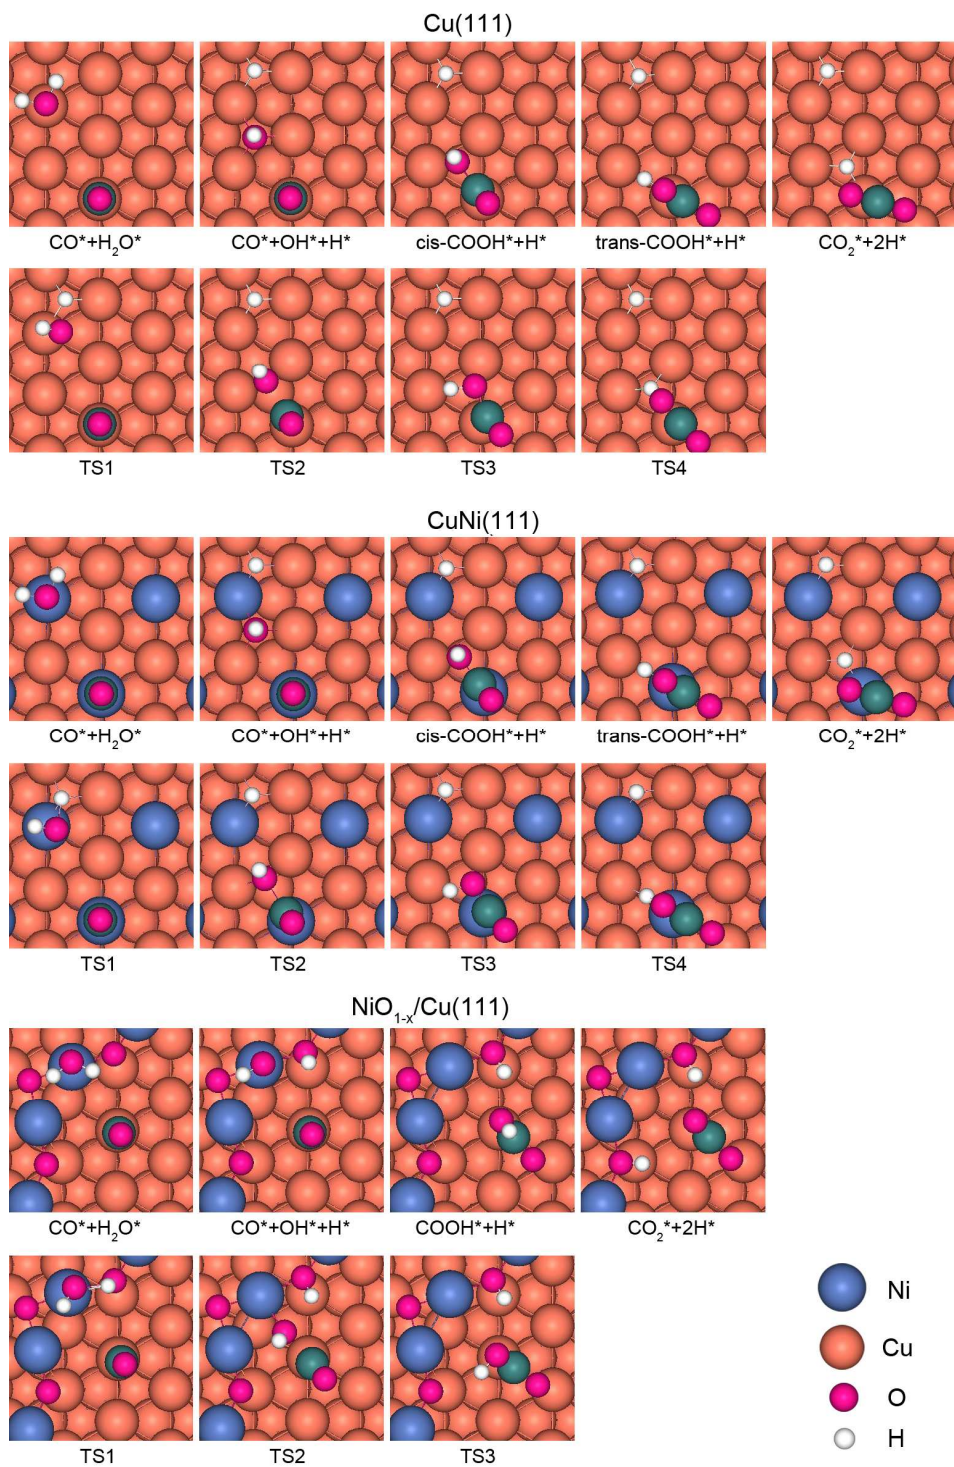 Cu(111)
CO*+H₂O* CO*+OH*+H* cis-COOH*+H* trans-COOH*+H* CO₂*+2H*
TS1 TS2 TS3 TS4
CuNi(111)
CO*+H₂O* CO*+OH*+H* cis-COOH*+H* trans-COOH*+H* CO₂*+2H*
TS1 TS2 TS3 TS4
NiO₁₋ₓ/Cu(111)
CO*+H₂O* CO*+OH*+H* COOH*+H* CO₂*+2H*
TS1 TS2 TS3
Ni
Cu
O
H